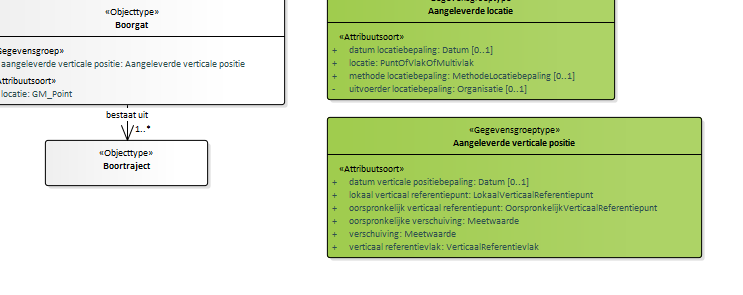 «Objecttype»
Boorgat
Gegevensgroep»
aangeleverde verticale positie: Aangeleverde verticale positie
Attribuutsoort»
locatie: GM_Point
bestaat uit
1..*
«Objecttype»
Boortraject
Aangeleverde locatie
«Attribuutsoort»
+ datum locatiebepaling: Datum [0..1]
+ locatie: PuntOfVlakOfMultivlak
+ methode locatiebepaling: MethodeLocatiebepaling [0..1]
- uitvoerder locatiebepaling: Organisatie [0..1]
«Gegevensgroeptype»
Aangeleverde verticale positie
«Attribuutsoort»
+ datum verticale positiebepaling: Datum [0..1]
+ lokaal verticaal referentiepunt: LokaalVerticaalReferentiepunt
+ oorspronkelijk verticaal referentiepunt: OorspronkelijkVerticaalReferentiepunt
+ oorspronkelijke verschuiving: Meetwaarde
+ verschuiving: Meetwaarde
+ verticaal referentievlak: VerticaalReferentievlak